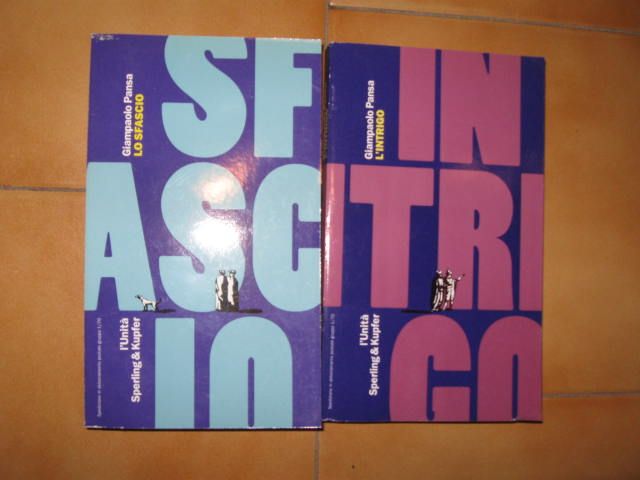 Giampaolo Pansa
LO SFASCIO
SF
ASC
IO
l'Unità
Sperling & Kupfer
Giampaolo Pansa
L'INTRIGO
IN
TRI
GO
l'Unità
Sperling & Kupfer